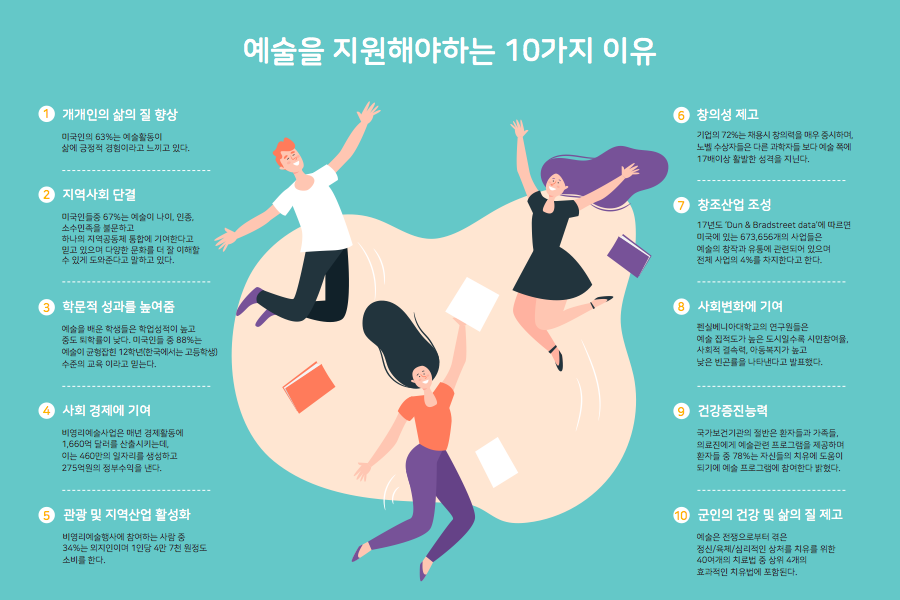 예술을 지원해야하는 10가지 이유
1 개개인의 삶의 질 향상
미국인의 63%는 예술활동이
삶에 긍정적 경험이라고 느끼고 있다.
2 지역사회 단결
미국인들중 67%는 예술이 나이, 인종,
소수민족을 불문하고
하나의 지역공동체 통합에 기여한다고
믿고 있으며 다양한 문화를 더 잘 이해할
수 있게 도와준다고 말하고 있다.
3 학문적 성과를 높여줌
예술을 배운 학생들은 학업성적이 높고
중도 퇴학률이 낮다. 미국인들 중 88%는
예술이 균형잡힌 12학년(한국에서는 고등학생)
수준의 교육 이라고 믿는다.
4 사회 경제에 기여
비영리예술사업은 매년 경제활동에
1,660억 달러를 산출시키는데,
이는 460만의 일자리를 생성하고
275억원의 정부수익을 낸다.
5 관광 및 지역산업 활성화
비영리예술행사에 참여하는 사람 중
34%는 외지인이며 1인당 4만 7천 원정도
소비를 한다.
6 창의성 제고
기업의 72%는 채용시 창의력을 매우 중시하며,
노벨 수상자들은 다른 과학자들 보다 예술 쪽에
17배이상 활발한 성격을 지닌다.
7 창조산업 조성
17년도 'Dun & Bradstreet data'에 따르면
미국에 있는 673,656개의 사업들은
예술의 창작과 유통에 관련되어 있으며
전체 사업의 4%를 차지한다고 한다.
8 사회변화에 기여
펜실베니아대학교의 연구원들은
예술 집적도가 높은 도시일수록 시민참여율,
사회적 결속력, 아동복지가 높고
낮은 빈곤률을 나타낸다고 발표했다.
9 건강증진능력
국가보건기관의 절반은 환자들과 가족들,
의료진에게 예술관련 프로그램을 제공하며
환자들 중 78%는 자신들의 치유에 도움이
되기에 예술 프로그램에 참여한다 밝혔다.
10 군인의 건강 및 삶의 질 제고
예술은 전쟁으로부터 겪은
정신/육체/심리적인 상처를 치유를 위한
40여개의 치료법 중 상위 4개의
효과적인 치유법에 포함된다.